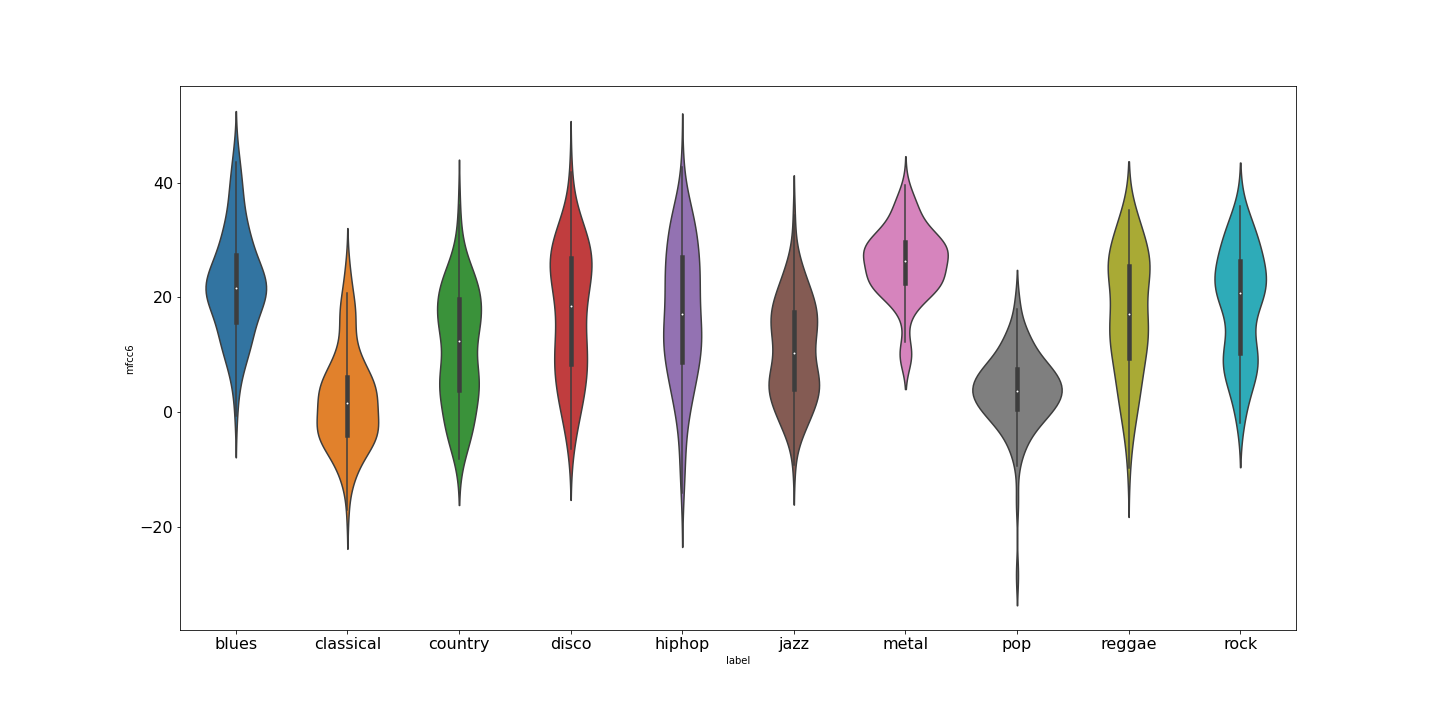 mfcc6
40
20
0
−20
blues classical country disco hiphop jazz metal pop reggae rock
label